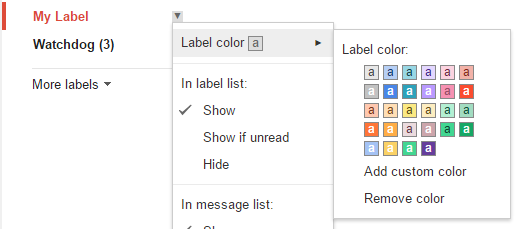 My Label
Watchdog (3)
More labels
Label color a
In label list:
Show
Show if unread
Hide
In message list:
Label color:
a a a a a a
a a a a a a
a a a a a a
a a a a a a
a a a a a a
a a a a
Add custom color
Remove color